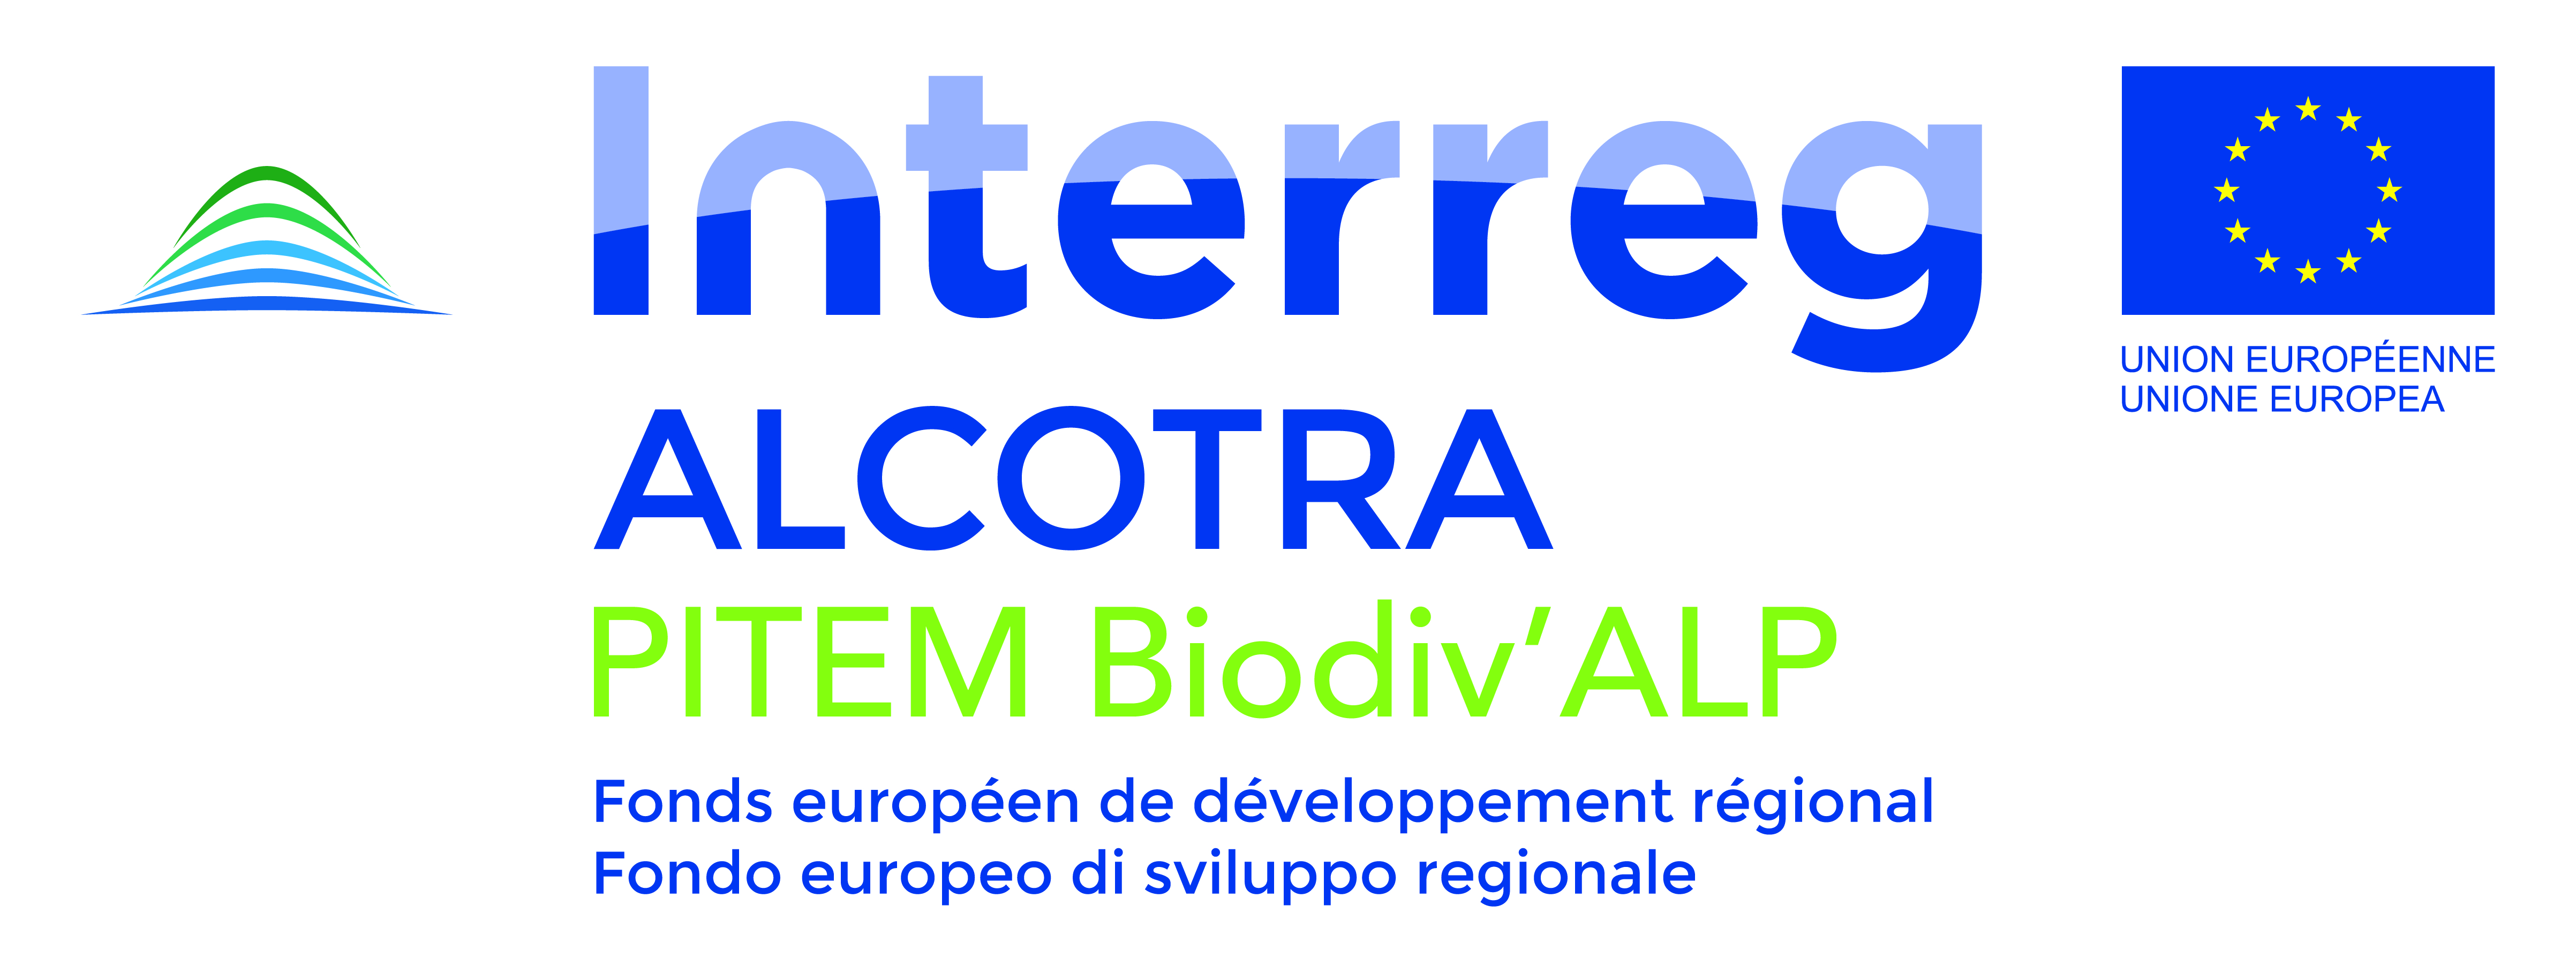 Interreg
UNION EUROPÉENNE
UNIONE EUROPEA
ALCOTRA
PITEM Biodiv'ALP
Fonds européen de développement régional
Fondo europeo di sviluppo regionale